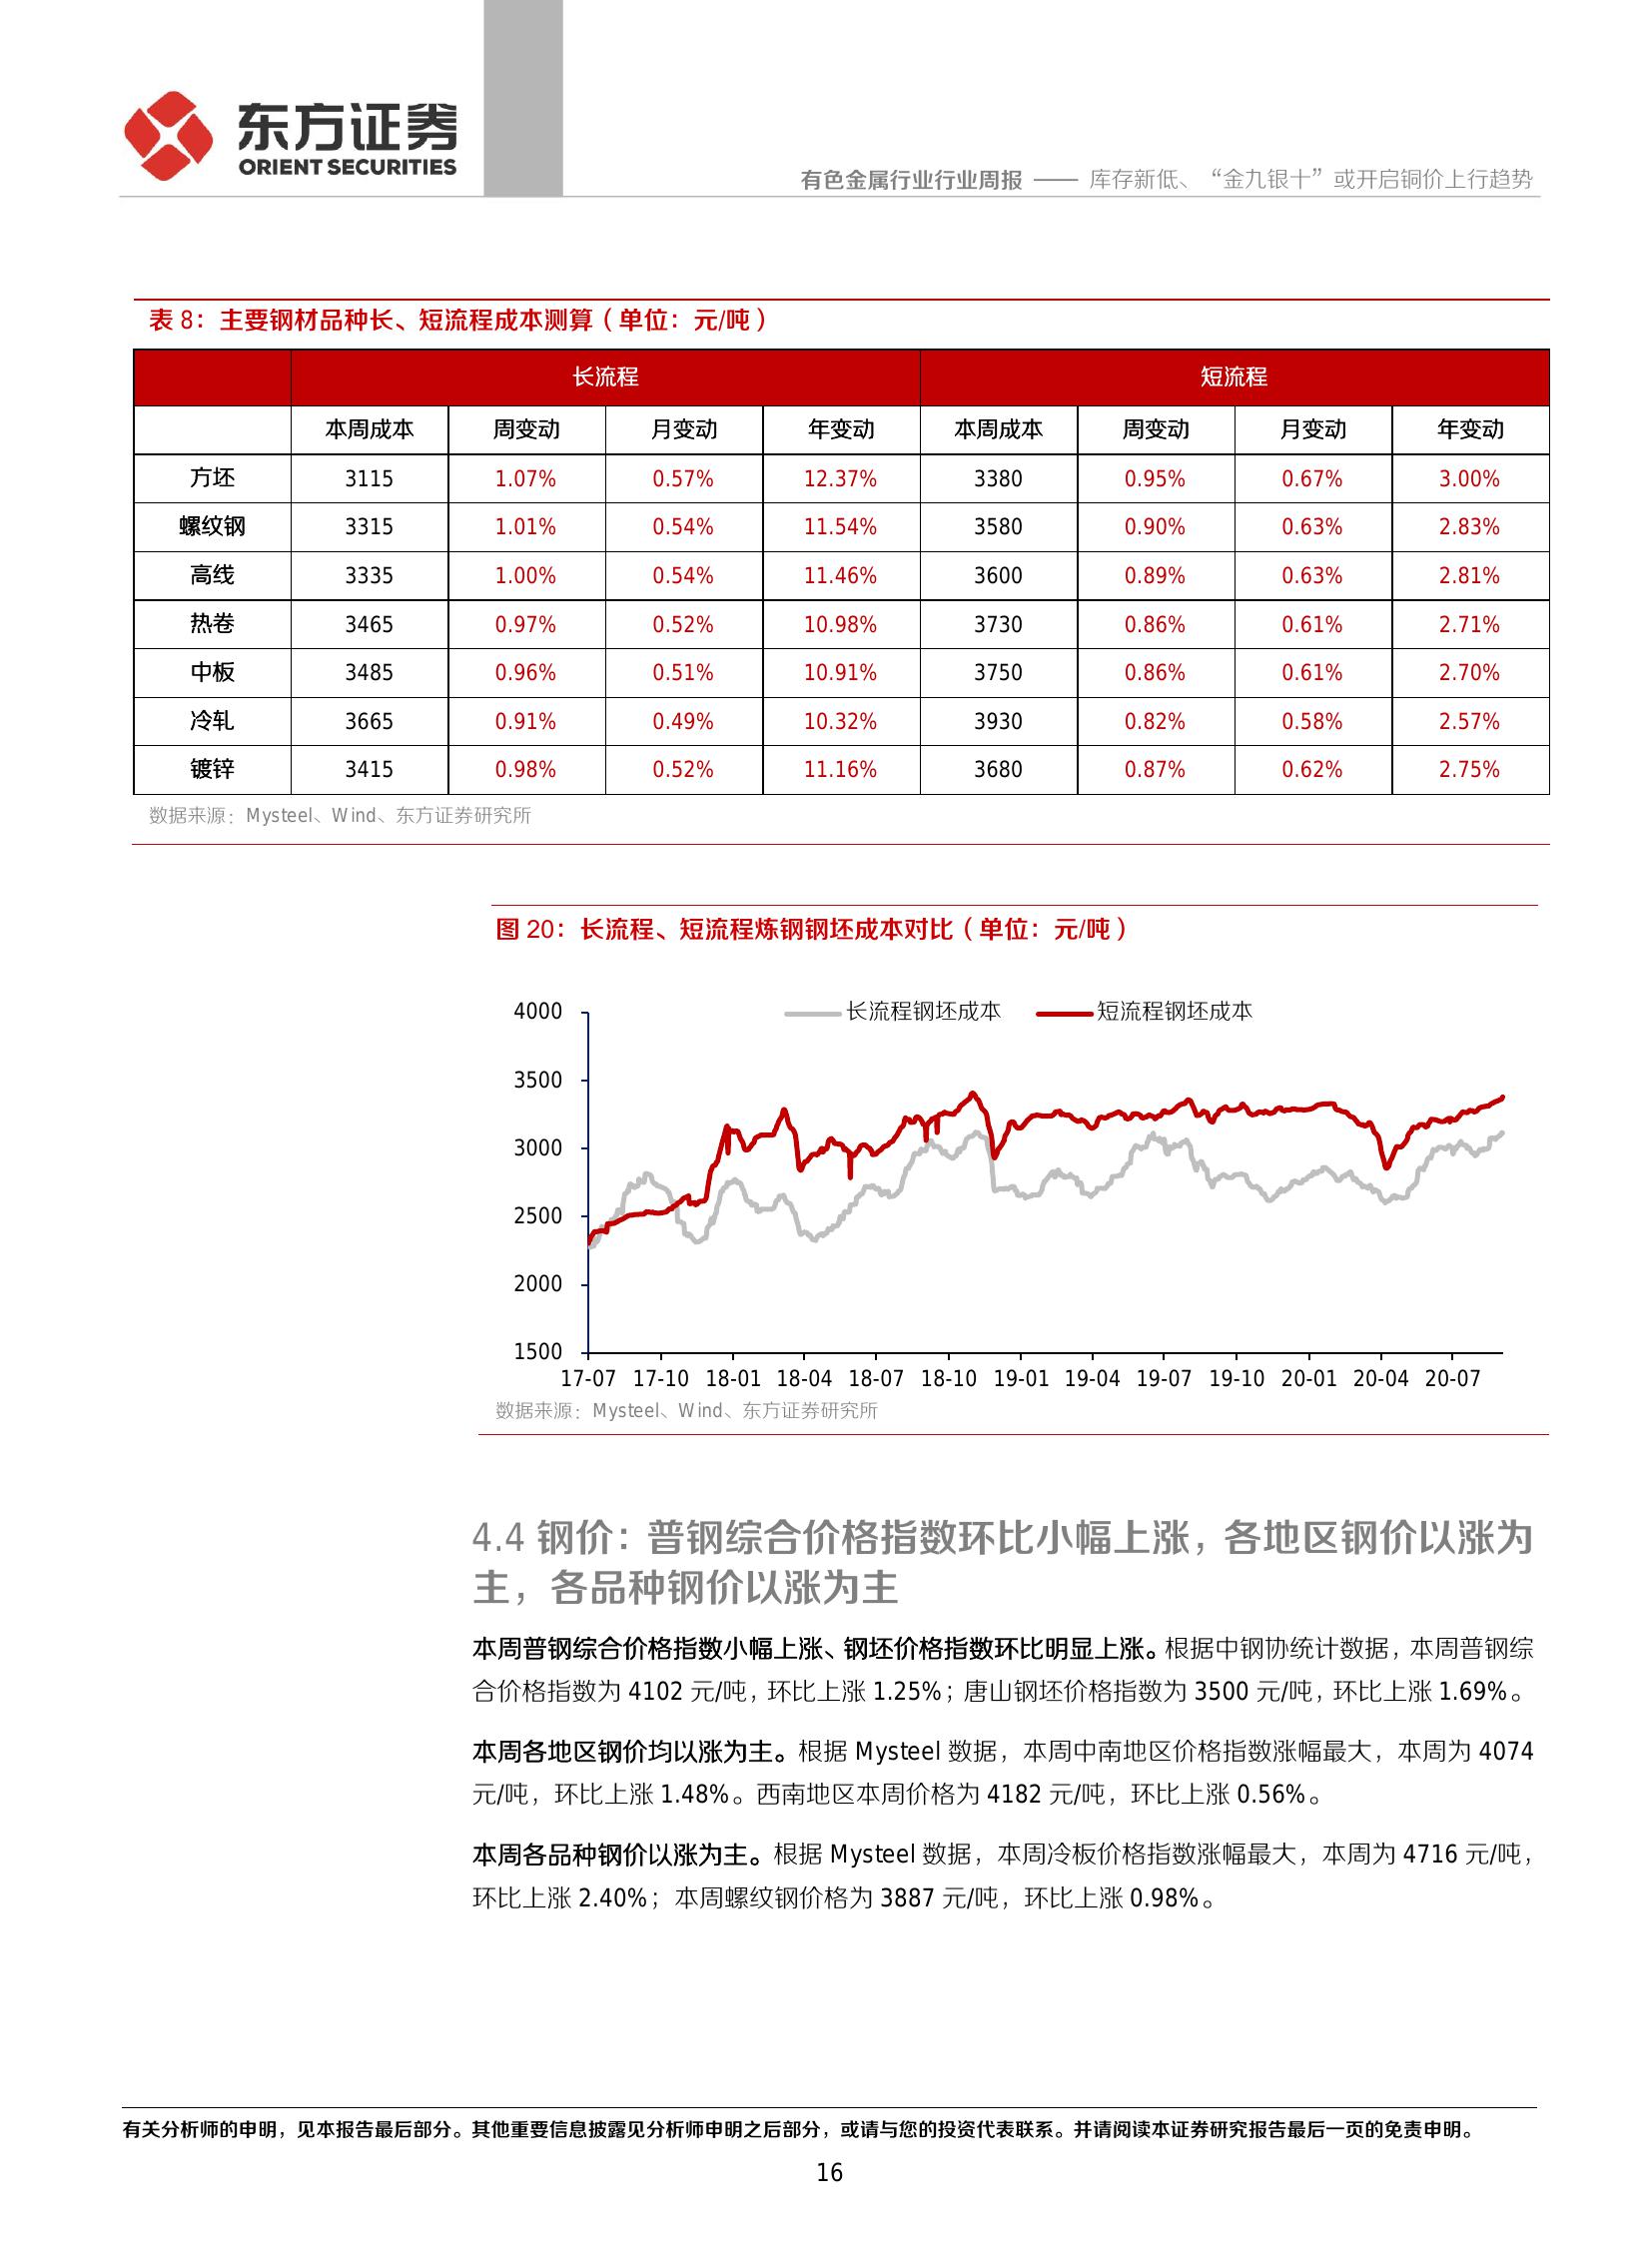 东方证券
ORIENT SECURITIES
有色金属行业行业周报 —— 库存新低、“金九银十”或开启铜价上行趋势
表 8：主要钢材品种长、短流程成本测算（单位：元/吨）
长流程 短流程
本周成本 周变动 月变动 年变动 本周成本 周变动 月变动 年变动
方坯 3115 1.07% 0.57% 12.37% 3380 0.95% 0.67% 3.00%
螺纹钢 3315 1.01% 0.54% 11.54% 3580 0.90% 0.63% 2.83%
高线 3335 1.00% 0.54% 11.46% 3600 0.89% 0.63% 2.81%
热卷 3465 0.97% 0.52% 10.98% 3730 0.86% 0.61% 2.71%
中板 3485 0.96% 0.51% 10.91% 3750 0.86% 0.61% 2.70%
冷轧 3665 0.91% 0.49% 10.32% 3930 0.82% 0.58% 2.57%
镀锌 3415 0.98% 0.52% 11.16% 3680 0.87% 0.62% 2.75%
数据来源：Mysteel、Wind、东方证券研究所
图 20：长流程、短流程炼钢钢坯成本对比（单位：元/吨）
长流程钢坯成本 短流程钢坯成本
4000
3500
3000
2500
2000
1500
17-07 17-10 18-01 18-04 18-07 18-10 19-01 19-04 19-07 19-10 20-01 20-04 20-07
数据来源：Mysteel、Wind、东方证券研究所
4.4 钢价：普钢综合价格指数环比小幅上涨，各地区钢价以涨为
主，各品种钢价以涨为主
本周普钢综合价格指数小幅上涨、钢坯价格指数环比明显上涨。根据中钢协统计数据，本周普钢综
合价格指数为 4102 元/吨，环比上涨 1.25%；唐山钢坯价格指数为 3500 元/吨，环比上涨 1.69%。
本周各地区钢价均以涨为主。根据 Mysteel 数据，本周中南地区价格指数涨幅最大，本周为 4074
元/吨，环比上涨 1.48%。西南地区本周价格为 4182 元/吨，环比上涨 0.56%。
本周各品种钢价以涨为主。根据 Mysteel 数据，本周冷板价格指数涨幅最大，本周为 4716 元/吨，
环比上涨 2.40%；本周螺纹钢价格为 3887 元/吨，环比上涨 0.98%。
有关分析师的申明，见本报告最后部分。其他重要信息披露见分析师申明之后部分，或请与您的投资代表联系。并请阅读本证券研究报告最后一页的免责申明。
16